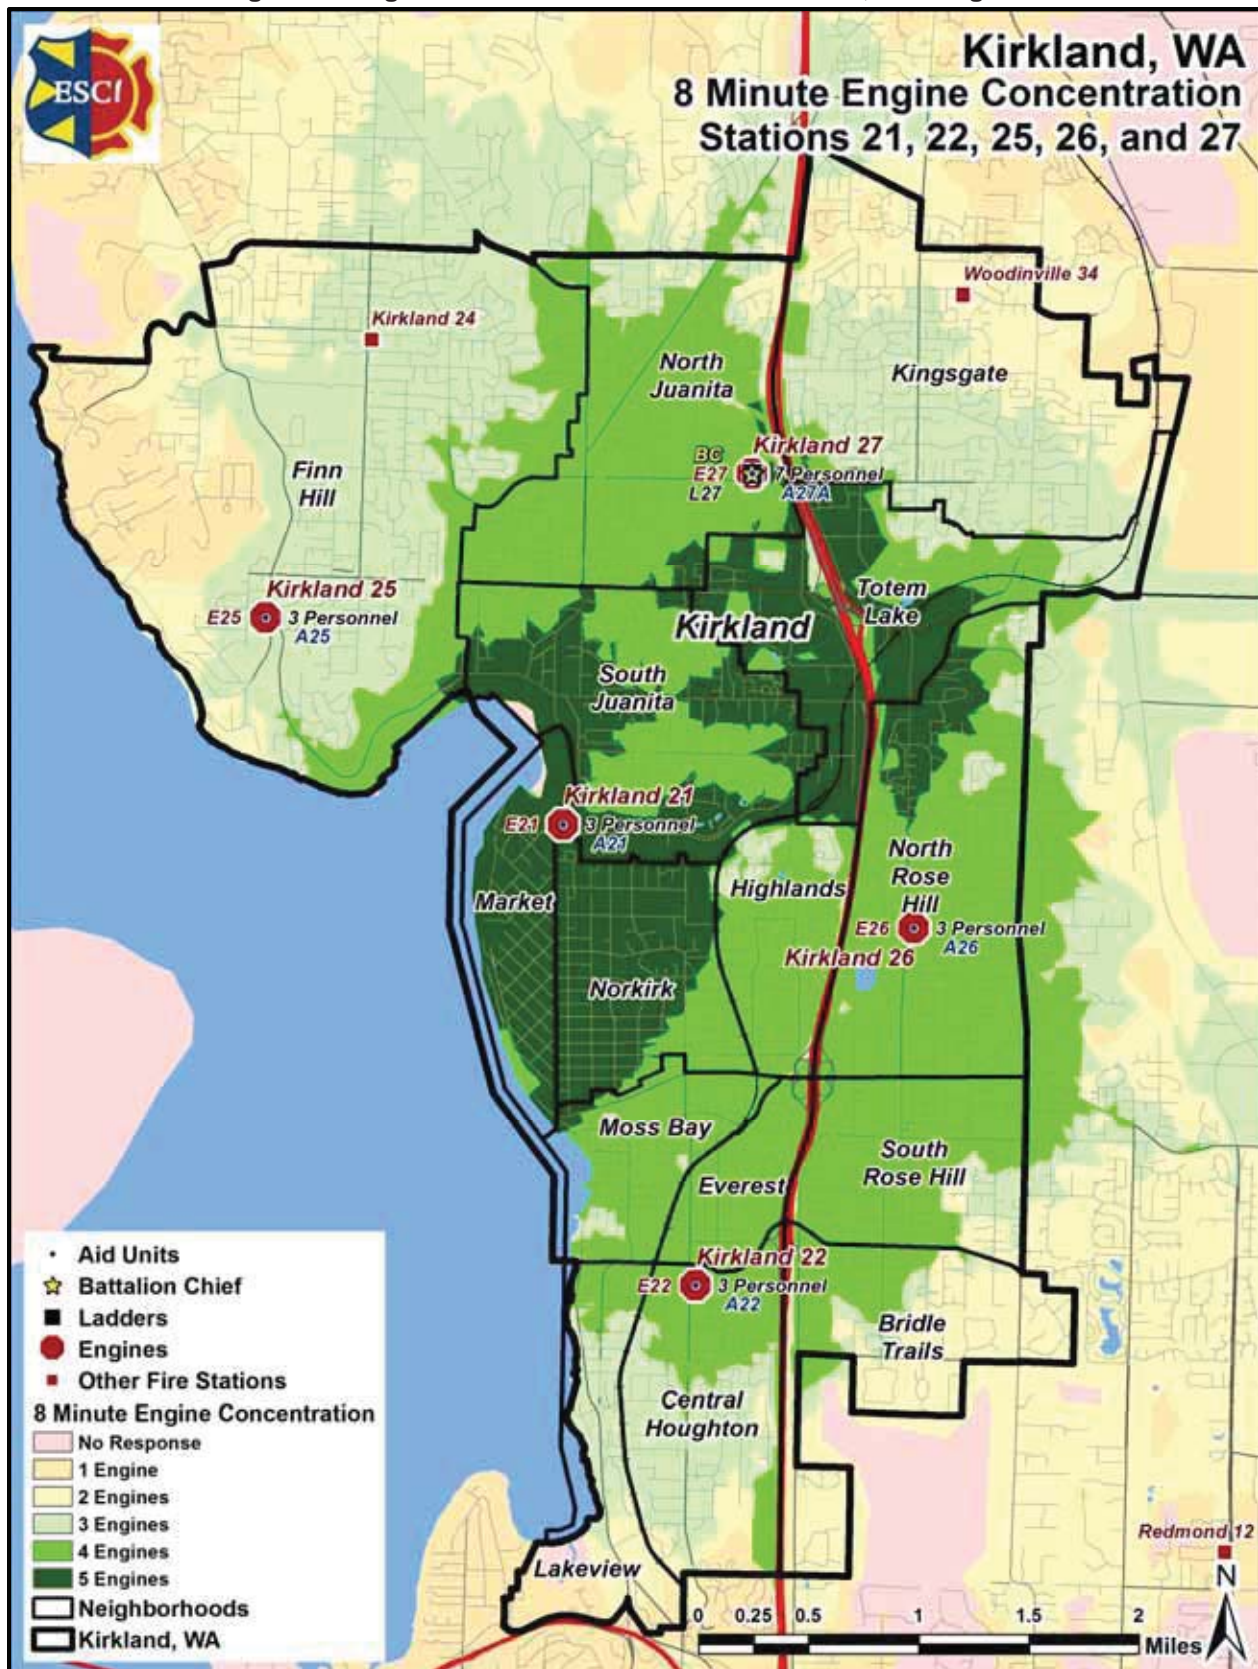 ESCI
Kirkland, WA
8 Minute Engine Concentration
Stations 21, 22, 25, 26, and 27
Woodinville 34
Kirkland 24
North
Juanita
Kingsgate
Kirkland 27
BC
E27
7 Personnel
L27
A27A
Finn
Hill
Kirkland 25
E25
3 Personnel
A25
Totem
Lake
Kirkland
South
Juanita
Kirkland 21
E21
3 Personnel
A21
North
Rose
Hill
Highlands
Market
E26
3 Personnel
A26
Kirkland 26
Norkirk
Moss Bay
South
Rose Hill
Everest
Kirkland 22
E22
3 Personnel
A22
Bridle
Trails
Central
Houghton
Redmond 12
Lakeview
Aid Units
Battalion Chief
Ladders
Engines
Other Fire Stations
8 Minute Engine Concentration
No Response
1 Engine
2 Engines
3 Engines
4 Engines
5 Engines
Neighborhoods
Kirkland, WA
N
0 0.25 0.5 1 1.5 2
Miles